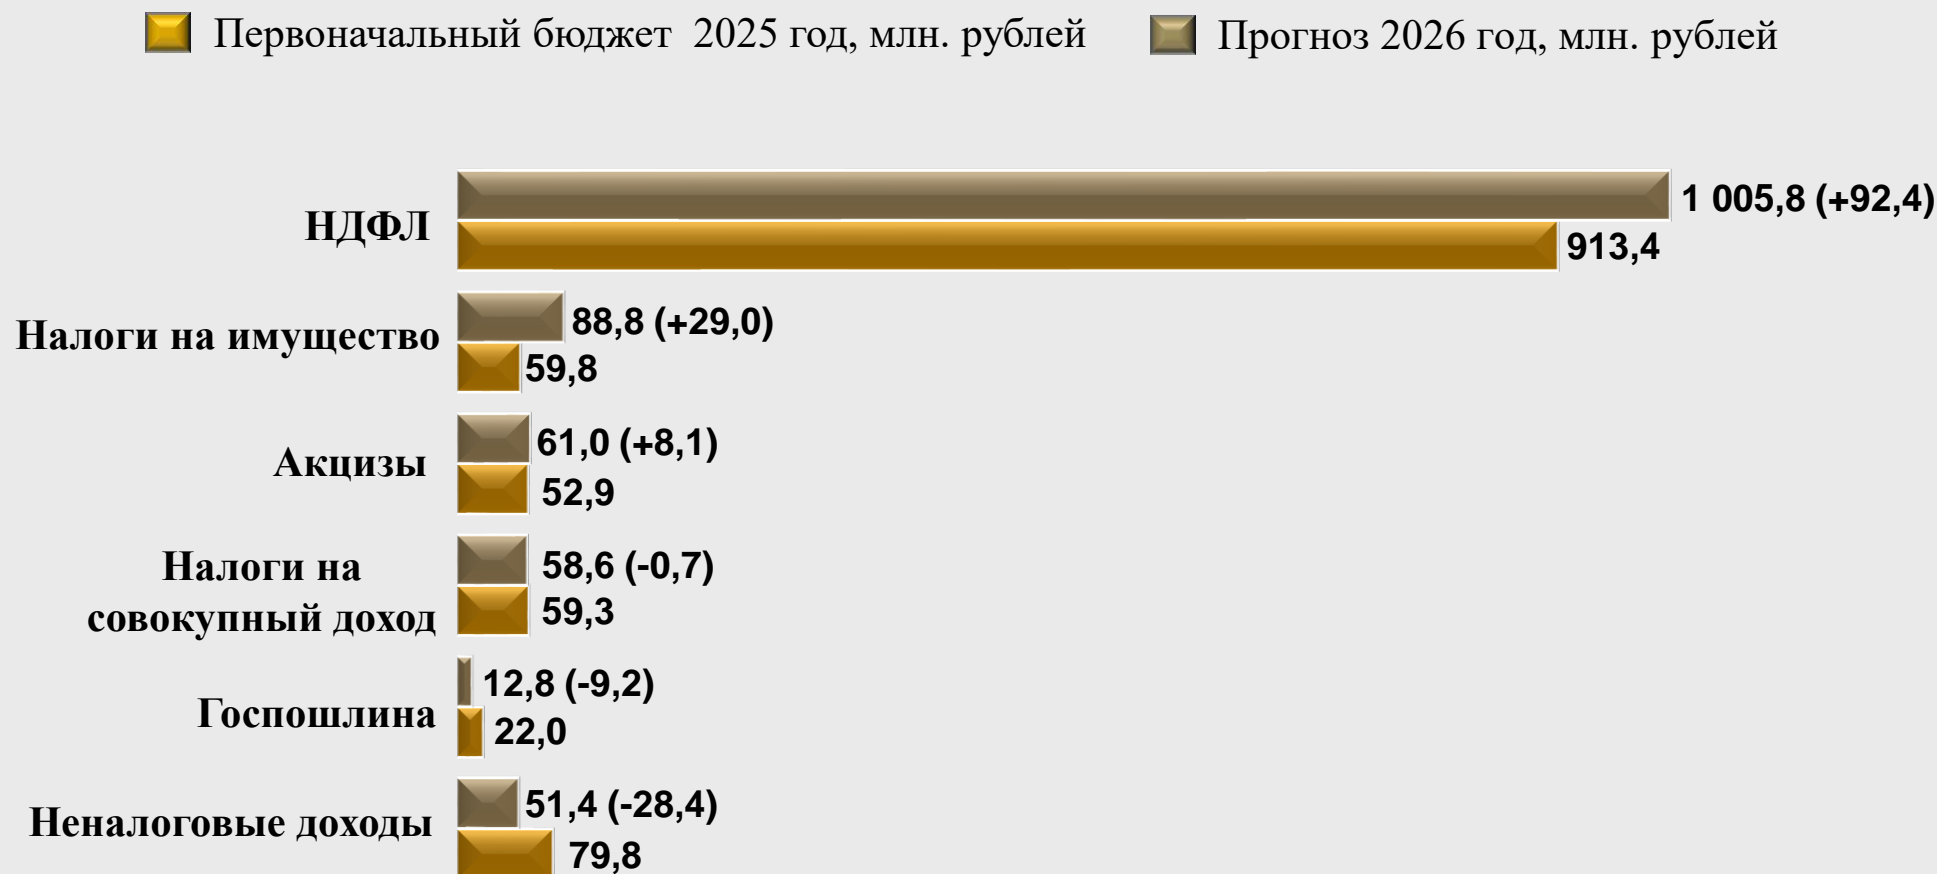 Первоначальный бюджет 2025 год, млн. рублей
Прогноз 2026 год, млн. рублей
НДФЛ
1 005,8 (+92,4)
913,4
Налоги на имущество
88,8 (+29,0)
59,8
Акцизы
61,0 (+8,1)
52,9
Налоги на
совокупный доход
58,6 (-0,7)
59,3
Госпошлина
12,8 (-9,2)
22,0
Неналоговые доходы
51,4 (-28,4)
79,8